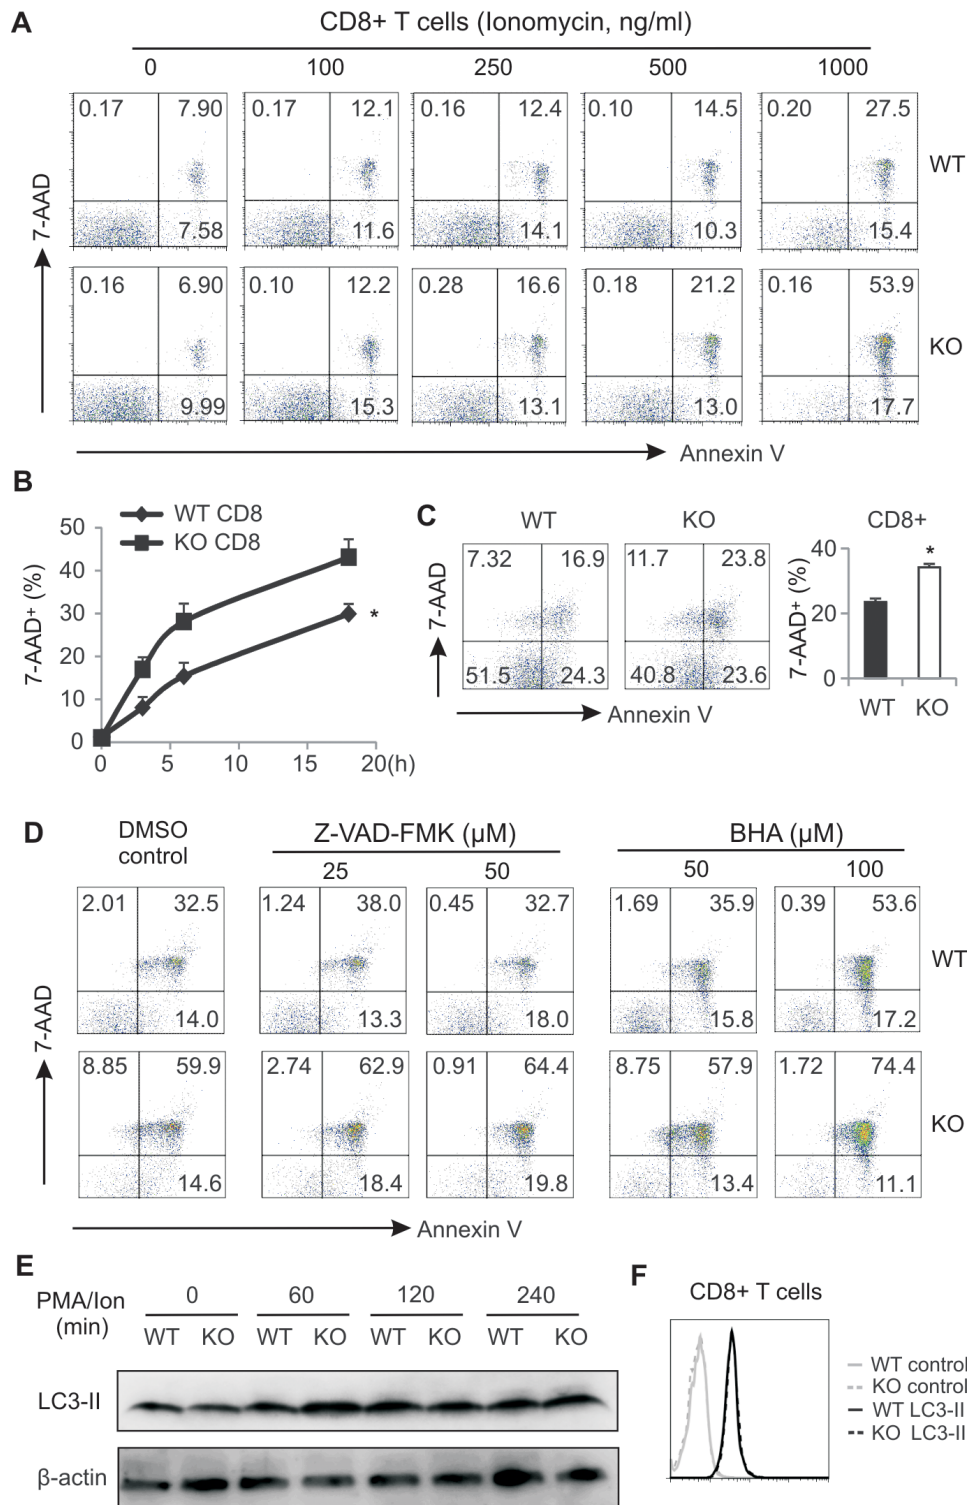 A
CD8+ T cells (Ionomycin, ng/ml)
0 100 250 500 1000
0.17 7.90 0.17 12.1 0.16 12.4 0.10 14.5 0.20 27.5
WT
7.58 11.6 14.1 10.3 15.4
0.16 6.90 0.10 12.2 0.28 16.6 0.18 21.2 0.16 53.9
KO
9.99 15.3 13.1 13.0 17.7
7-AAD
Annexin V
B
WT CD8
KO CD8
50
40
30
20
10
0
7-AAD+ (%)
*
0 5 10 15 20(h)
C
WT KO
7.32 16.9 11.7 23.8
51.5 24.3 40.8 23.6
7-AAD
Annexin V
CD8+
40
20
0
7-AAD+ (%)
*
WT KO
D
DMSO
control
Z-VAD-FMK (µM)
BHA (µM)
25 50 50 100
2.01 32.5 1.24 38.0 0.45 32.7 1.69 35.9 0.39 53.6
WT
14.0 13.3 18.0 15.8 17.2
8.85 59.9 2.74 62.9 0.91 64.4 8.75 57.9 1.72 74.4
KO
14.6 18.4 19.8 13.4 11.1
7-AAD
Annexin V
E
PMA/Ion
(min)
0 60 120 240
WT KO WT KO WT KO WT KO
LC3-II
β-actin
F
CD8+ T cells
WT control
KO control
WT LC3-II
KO LC3-II